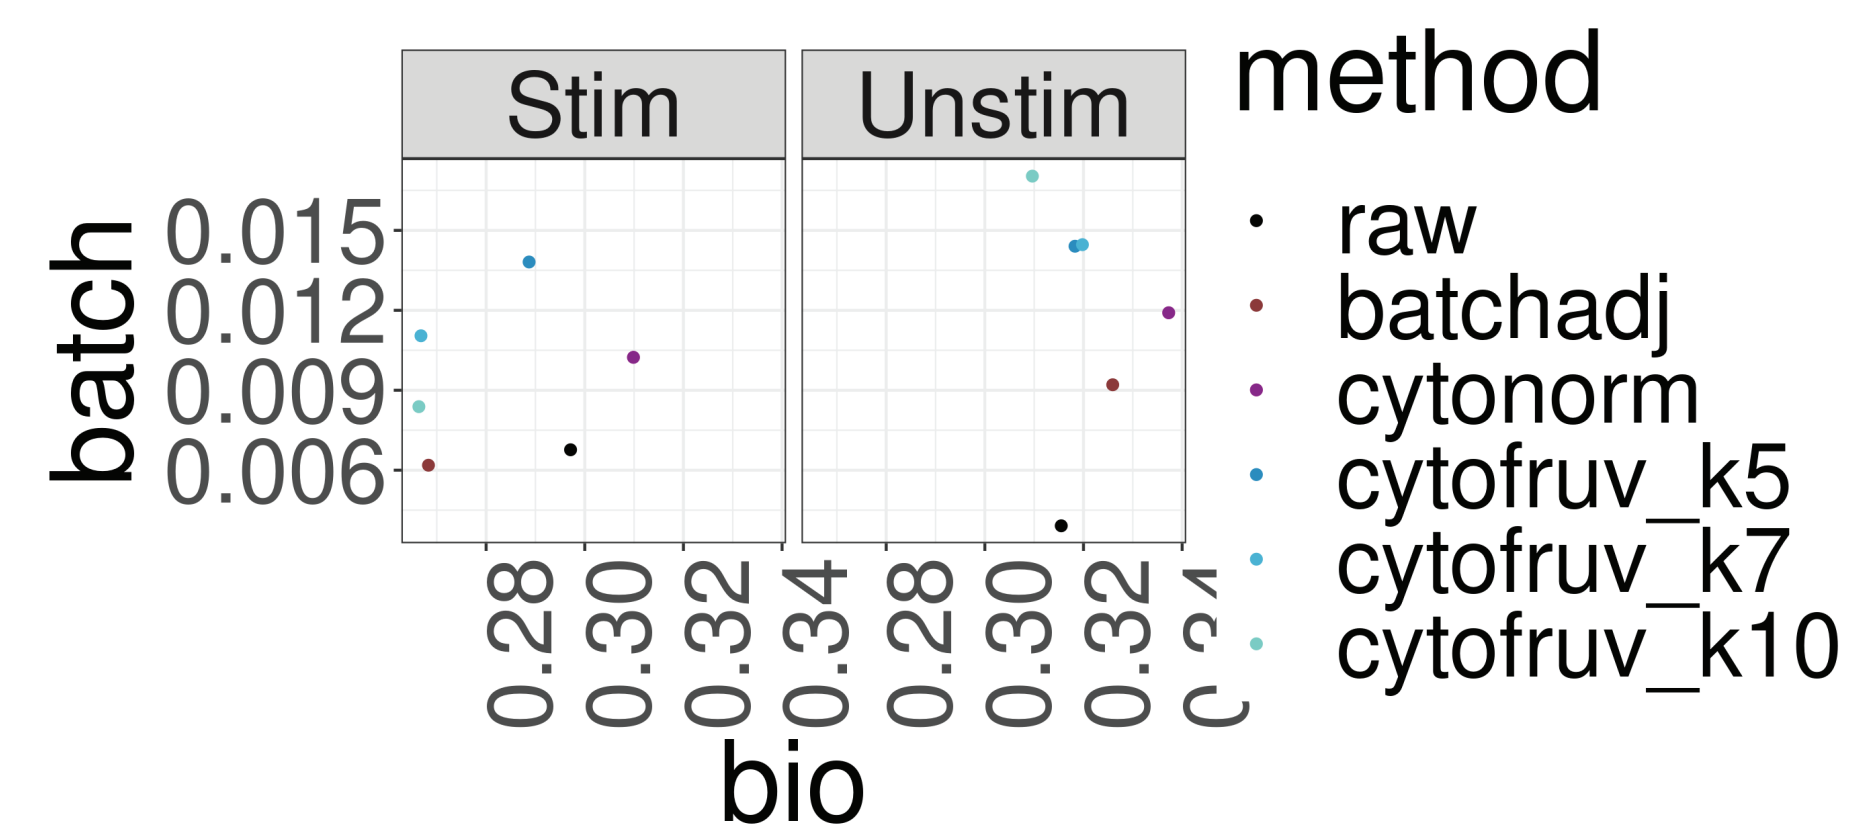 Stim
Unstim
batch
0.015
0.012
0.009
0.006
0.28
0.30
0.32
0.34
0.28
0.30
0.32
bio
method
raw
batchadj
cytonorm
cytofruv_k5
cytofruv_k7
cytofruv_k10